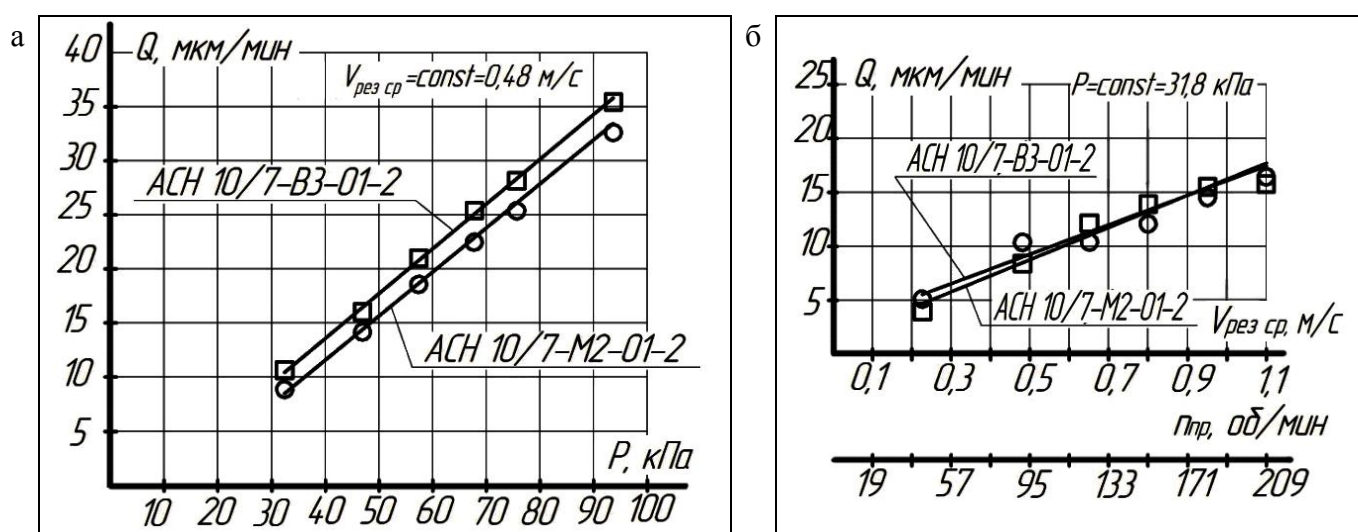 а
40
Q, мкм/мин
V рез ср =const=0,48 м/с
35
30
АСН 10/7-В3-01-2
25
20
15
АСН 10/7-М2-01-2
10
5
P, кПа
10 20 30 40 50 60 70 80 90 100
б
25
Q, мкм/мин
P=const=31,8 кПа
20
АСН 10/7-В3-01-2
15
10
5
АСН 10/7-М2-01-2
V рез ср, м/с
0,1 0,3 0,5 0,7 0,9 1,1
nпр, об/мин
19 57 95 133 171 209